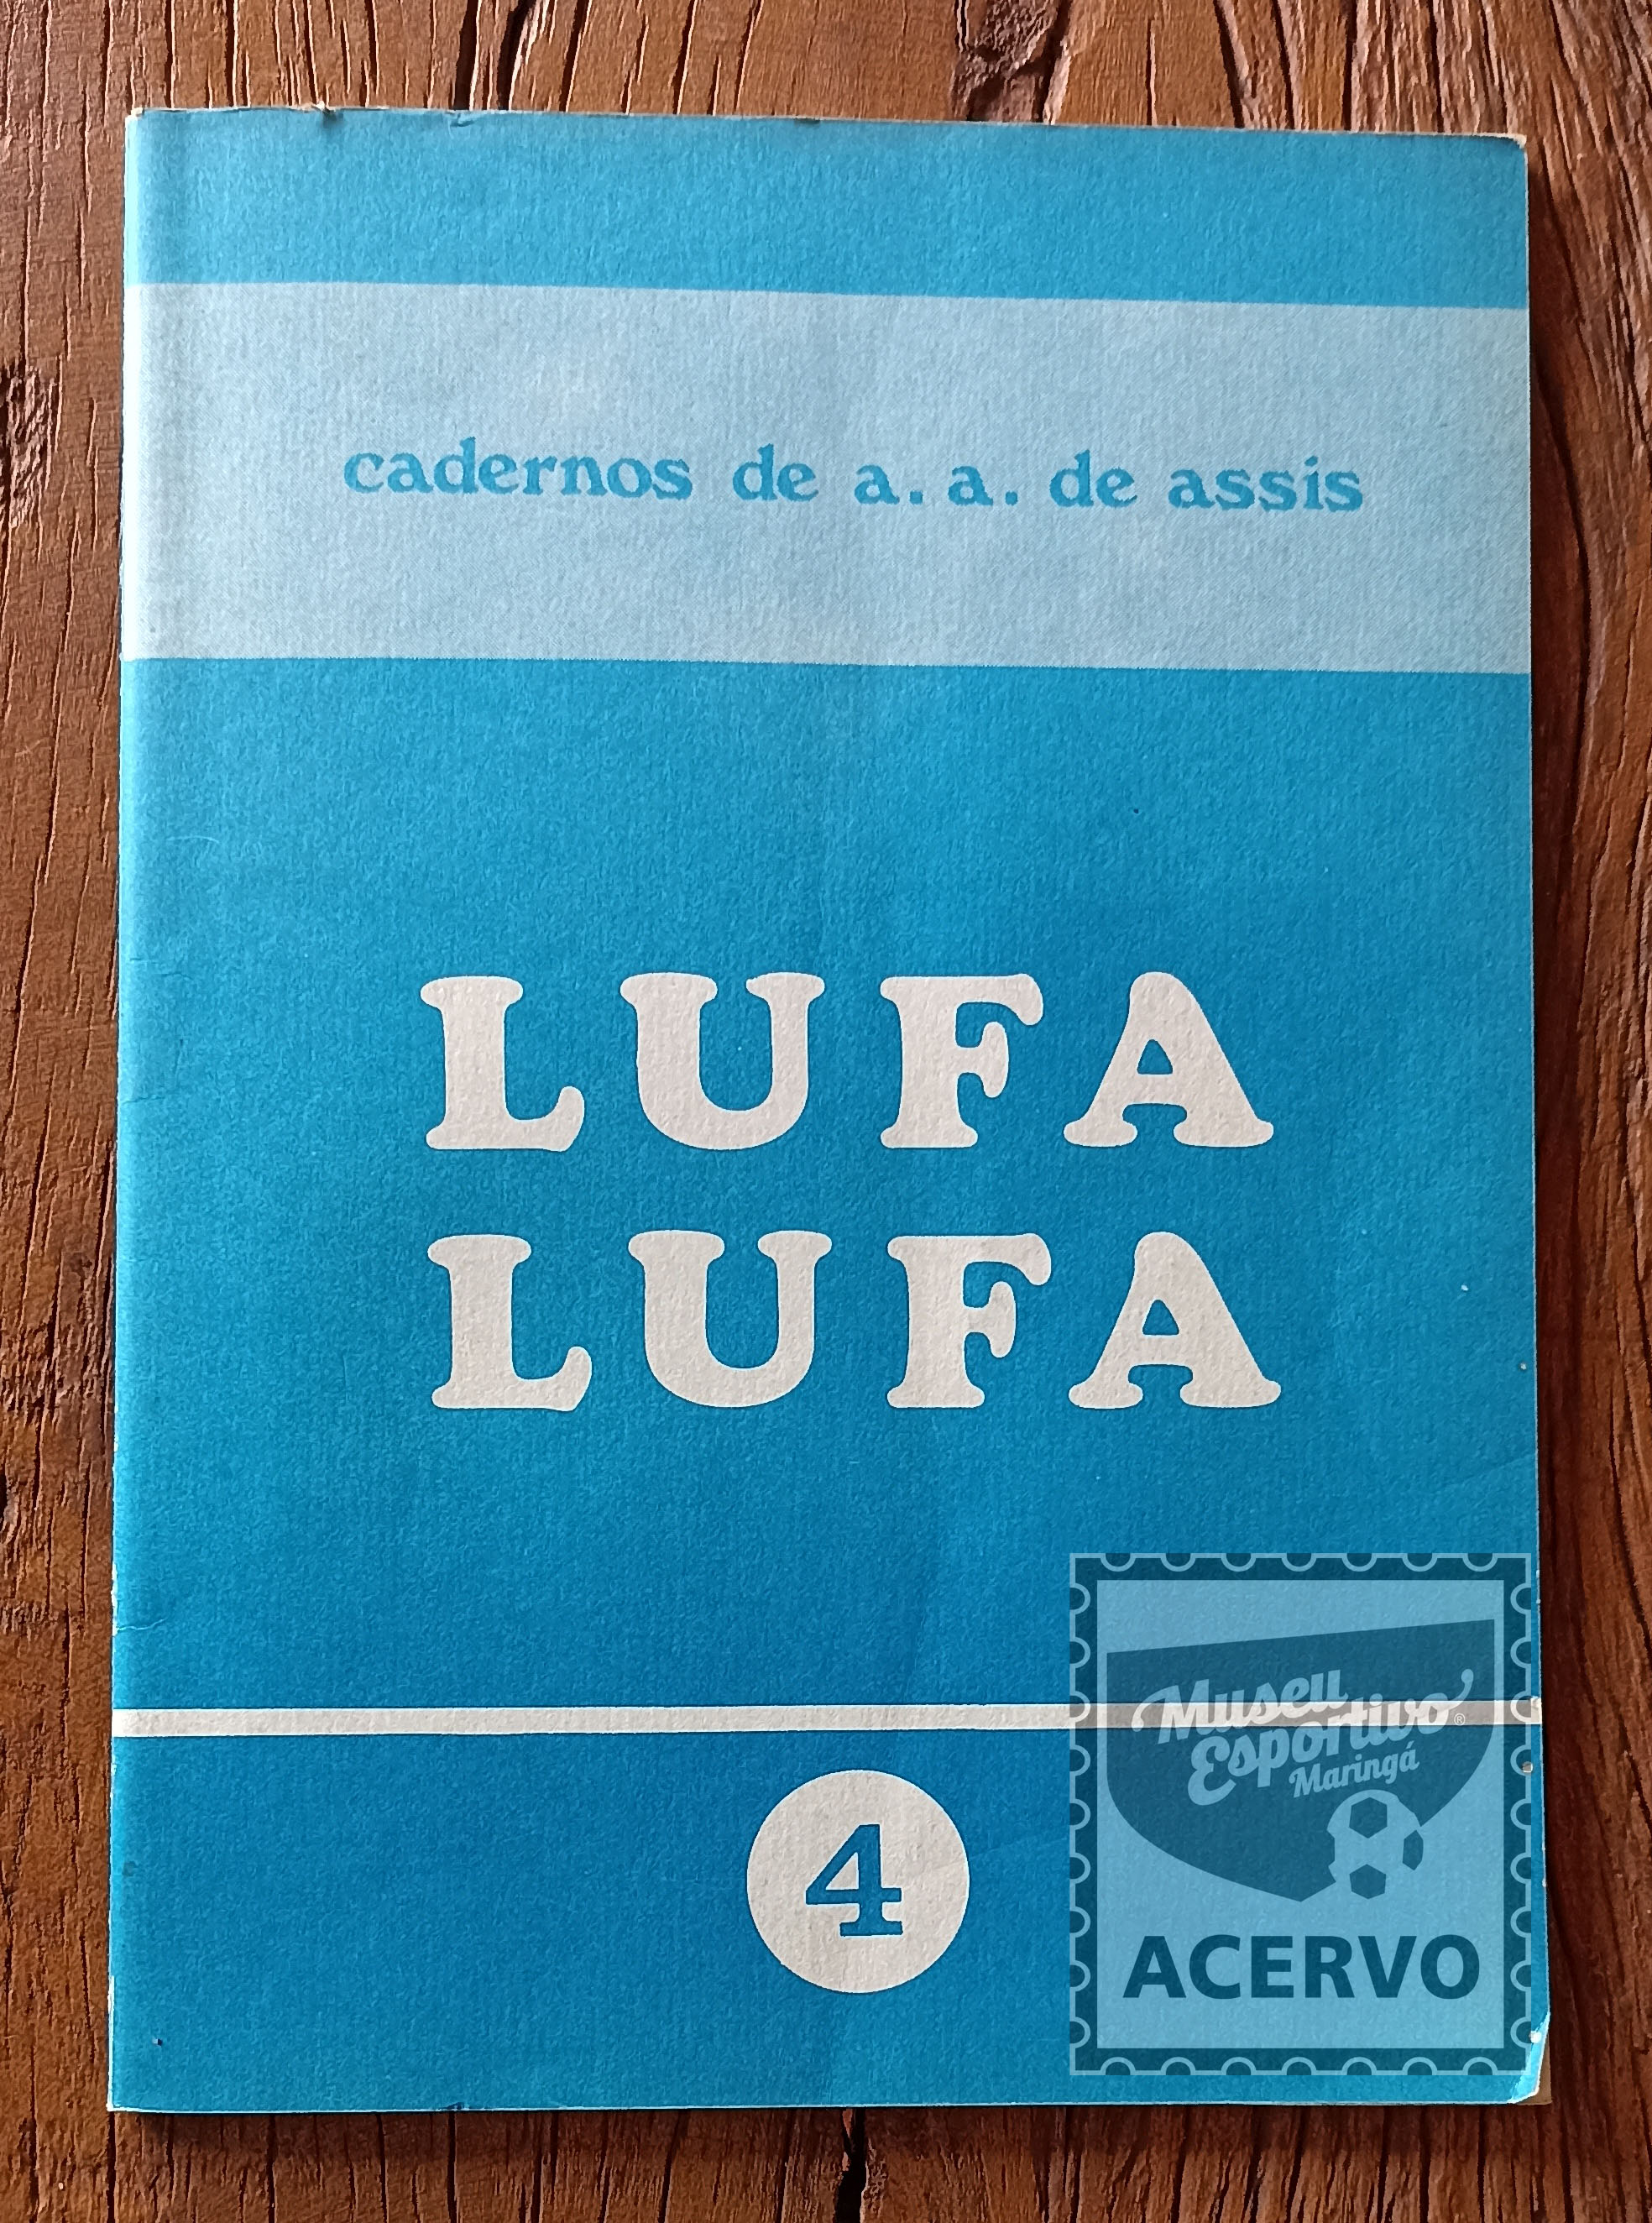 cadernos de a. a. de assis
LUFA
LUFA
4
Museu
Esportivo®
Maringá
ACERVO